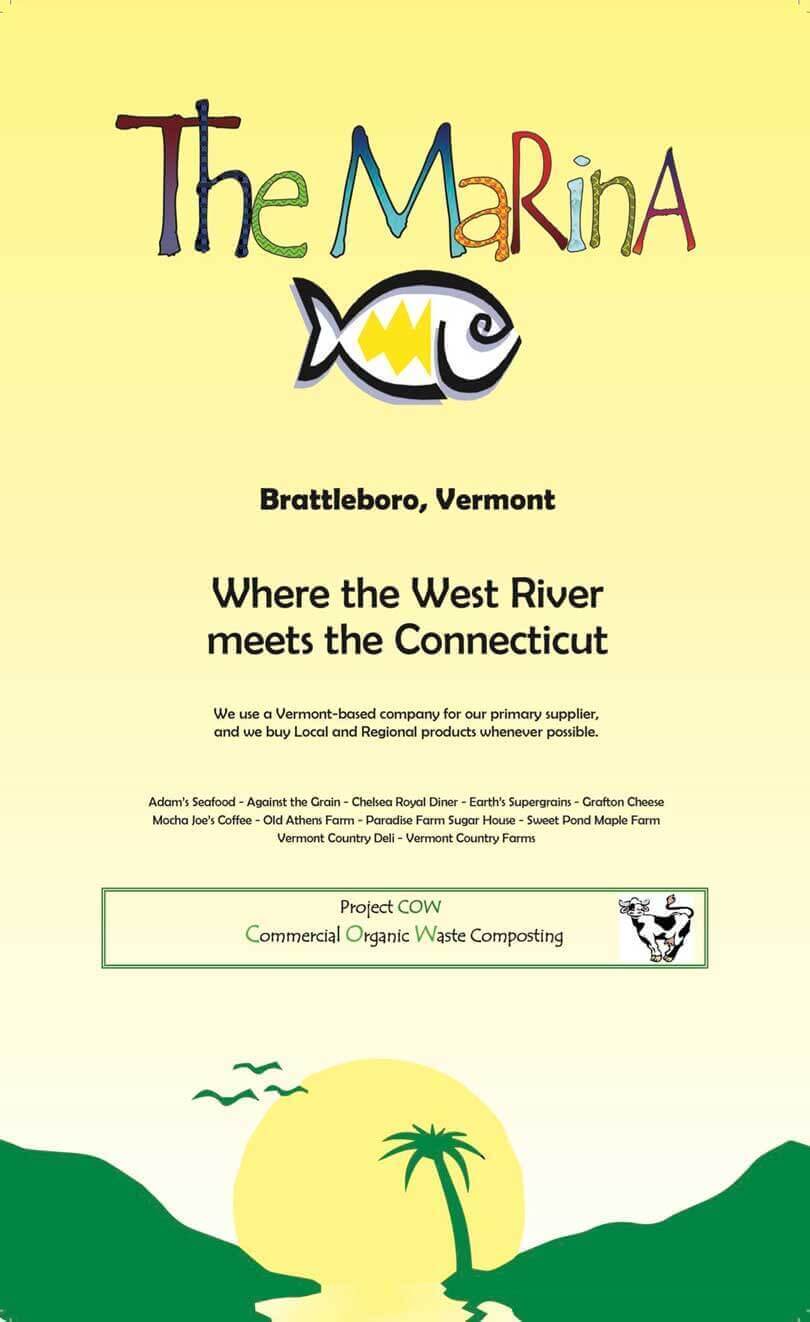 The MaRinA
Brattleboro, Vermont
Where the West River
meets the Connecticut
We use a Vermont-based company for our primary supplier,
and we buy Local and Regional products whenever possible.
Adam's Seafood - Against the Grain - Chelsea Royal Diner - Earth's Supergrains - Grafton Cheese
Mocha Joe's Coffee - Old Athens Farm - Paradise Farm Sugar House - Sweet Pond Maple Farm
Vermont Country Deli - Vermont Country Farms
Project COW
Commercial Organic Waste Composting